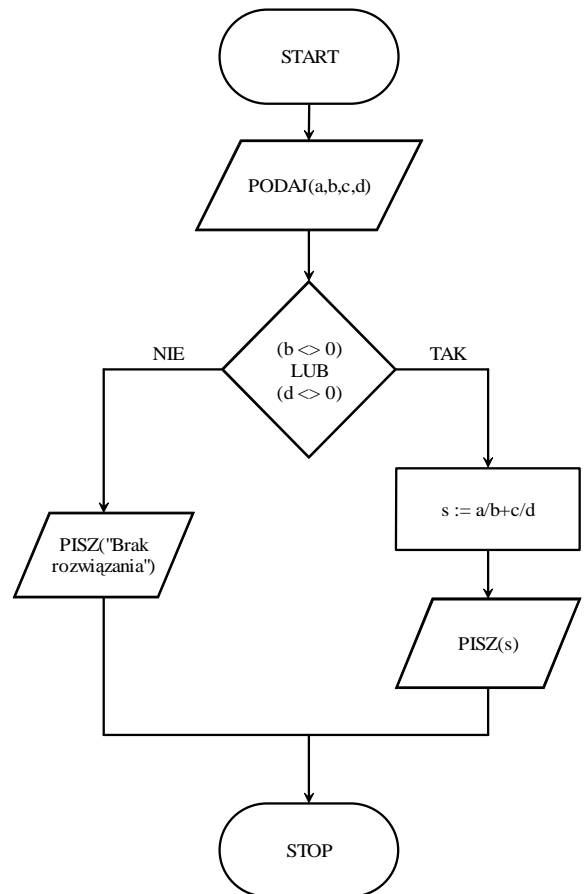 START
PODAJ(a,b,c,d)
NIE
(b <> 0)
LUB
(d <> 0)
TAK
s := a/b+c/d
PISZ("Brak
rozwiązania")
PISZ(s)
STOP